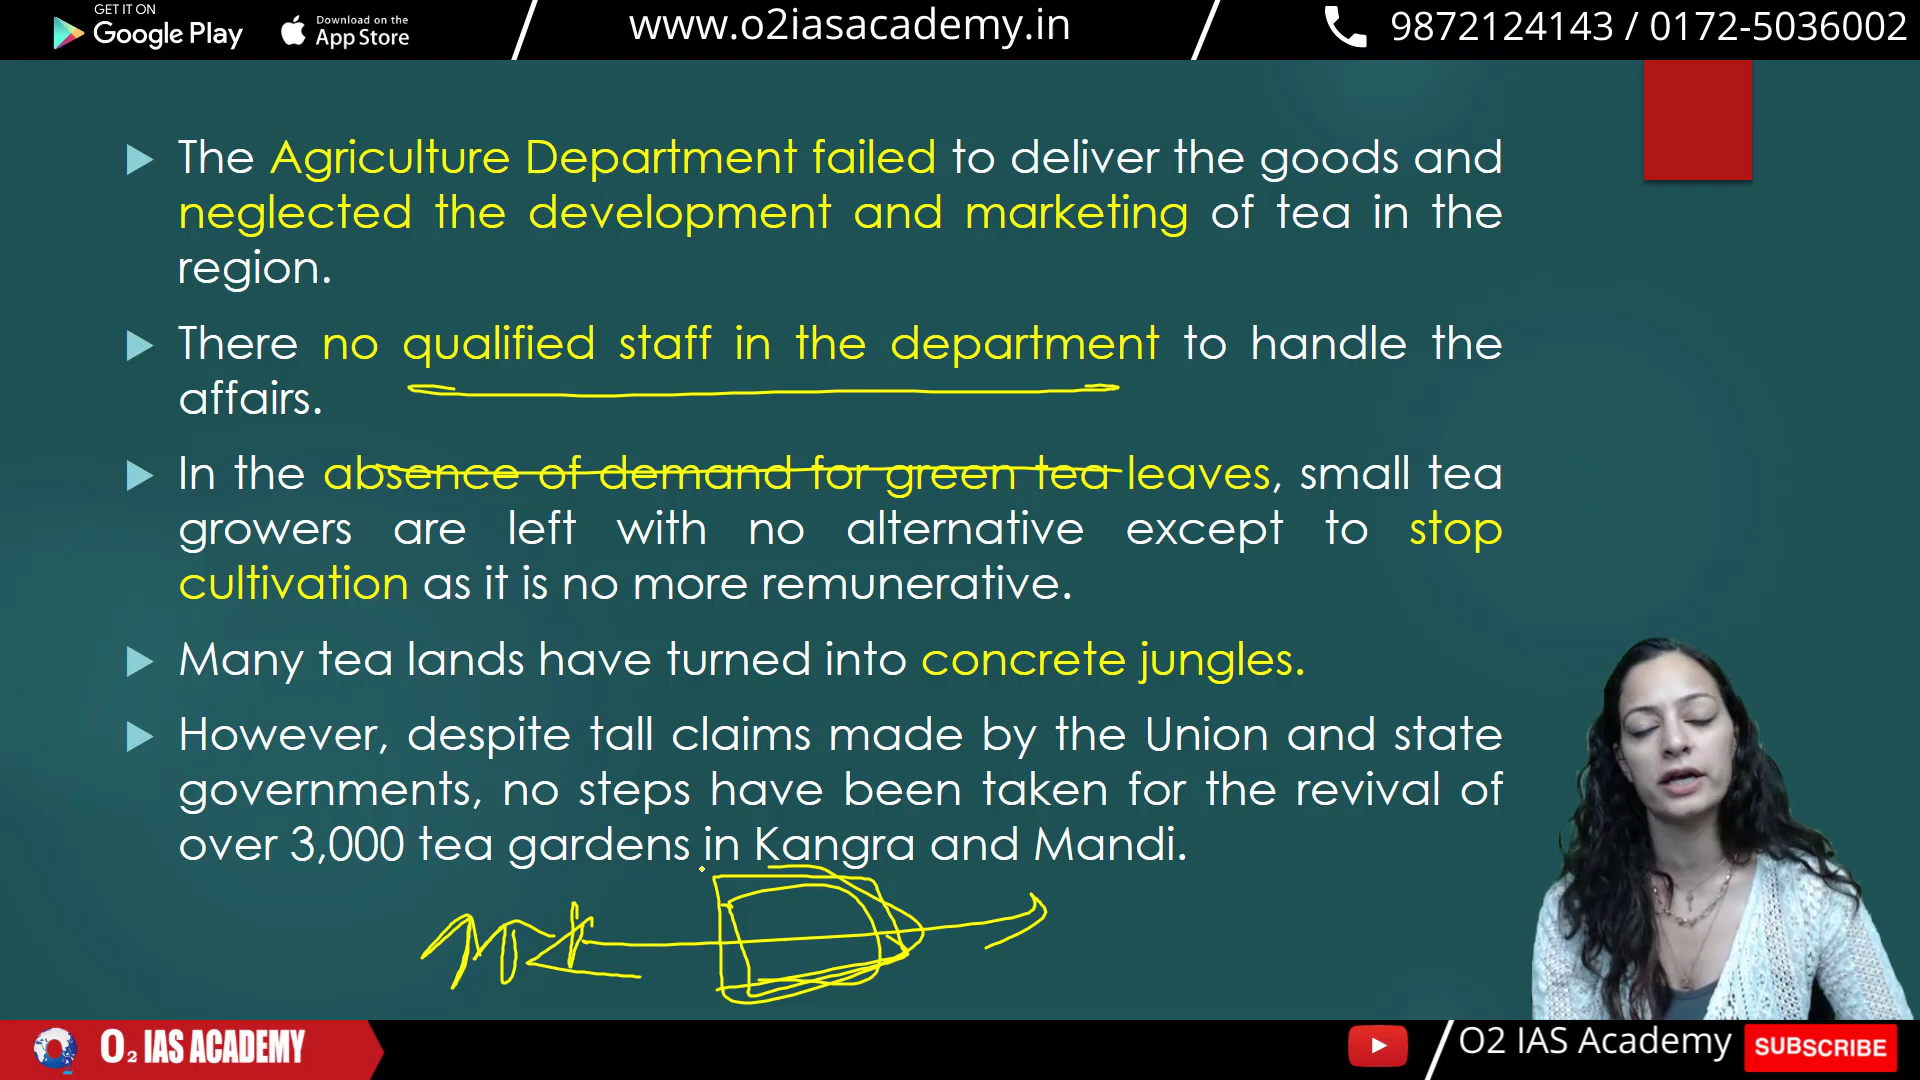 GET IT ON
Google Play
Download on the
App Store
www.o2iasacademy.in
9872124143 / 0172-5036002
The Agriculture Department failed to deliver the goods and
neglected the development and marketing of tea in the
region.
There no qualified staff in the department to handle the
affairs.
In the absence of demand for green tea leaves, small tea
growers are left with no alternative except to stop
cultivation as it is no more remunerative.
Many tea lands have turned into concrete jungles.
However, despite tall claims made by the Union and state
governments, no steps have been taken for the revival of
over 3,000 tea gardens in Kangra and Mandi.
O2 IAS ACADEMY
O2 IAS Academy
SUBSCRIBE